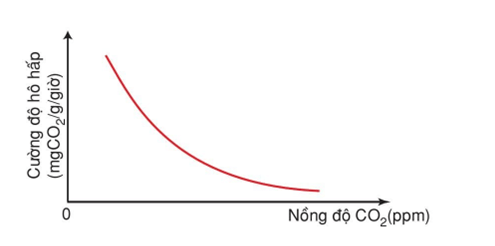 Cường độ hô hấp
(mgCO₂/g/giờ)
0
Nồng độ CO₂(ppm)